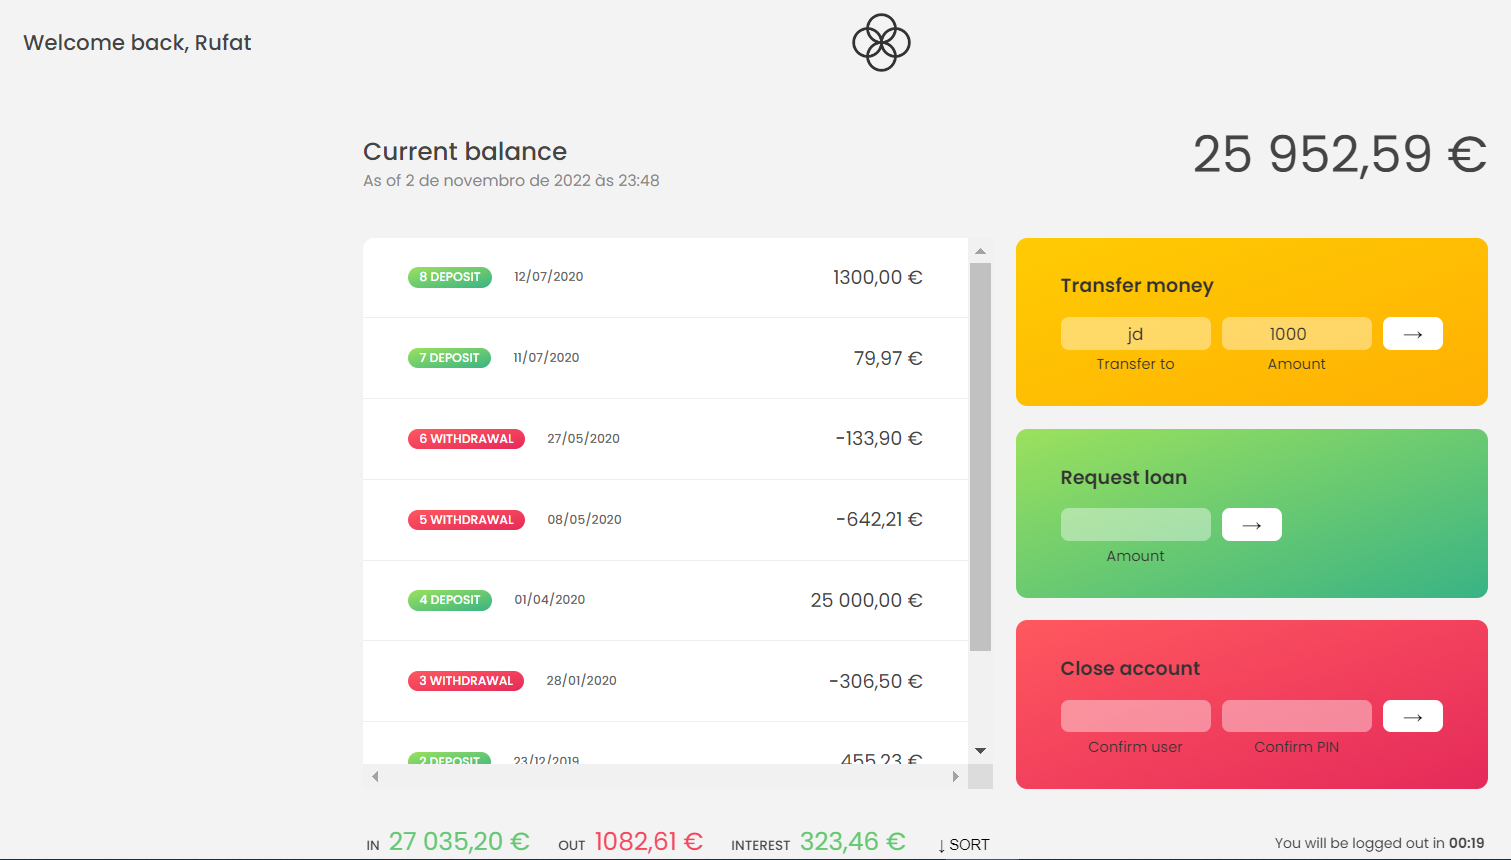 Welcome back, Rufat
Current balance
As of 2 de novembro de 2022 às 23:48
25 952,59 €
8 DEPOSIT 12/07/2020 1300,00 €
7 DEPOSIT 11/07/2020 79,97 €
6 WITHDRAWAL 27/05/2020 -133,90 €
5 WITHDRAWAL 08/05/2020 -642,21 €
4 DEPOSIT 01/04/2020 25 000,00 €
3 WITHDRAWAL 28/01/2020 -306,50 €
2 DEPOSIT 23/12/2019 455,23 €
Transfer money
jd 1000 →
Transfer to Amount
Request loan
→
Amount
Close account
→
Confirm user Confirm PIN
IN 27 035,20 € OUT 1082,61 € INTEREST 323,46 € ↓ SORT
You will be logged out in 00:19